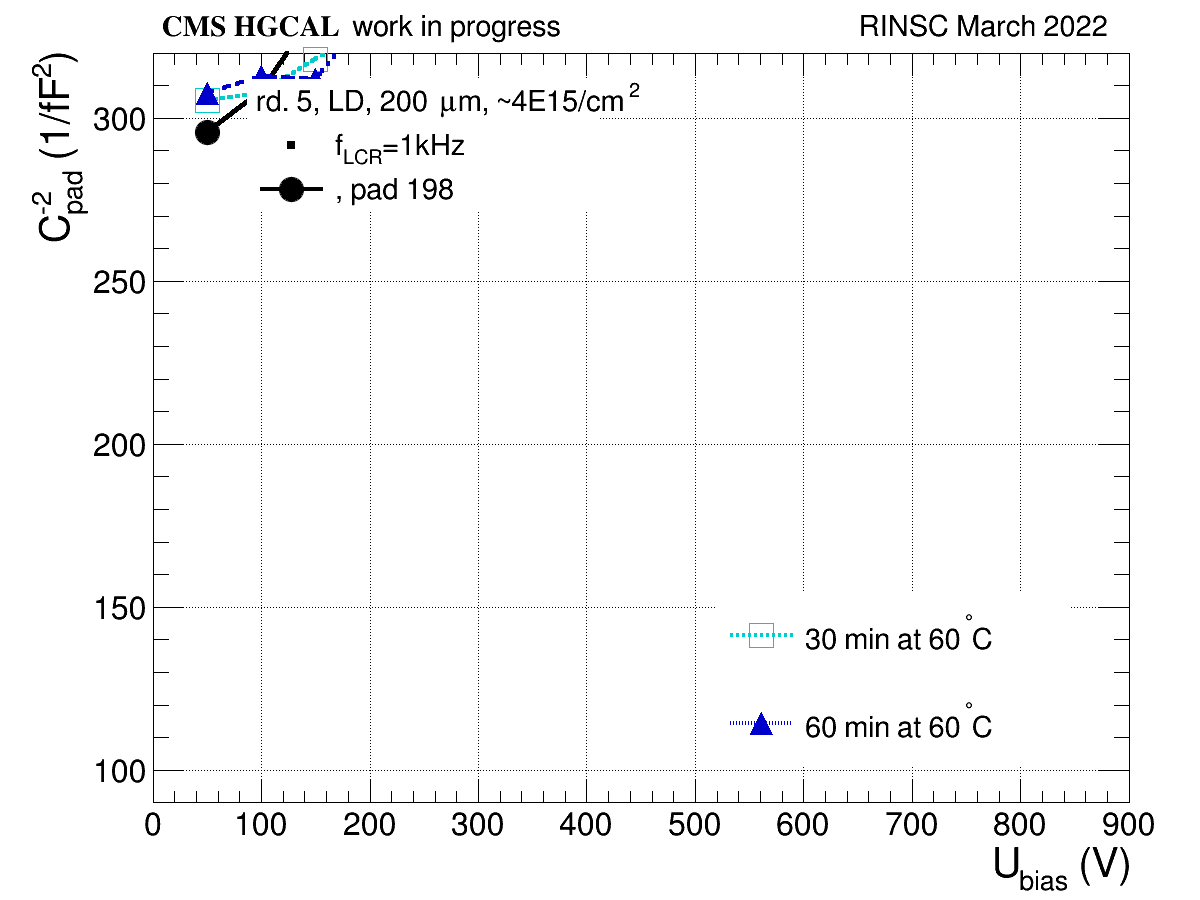 CMS HGCAL work in progress RINSC March 2022
C-2pad (1/fF2)
300
250
200
150
100
rd. 5, LD, 200 μm, ~4E15/cm2
fLCR=1kHz
, pad 198
30 min at 60°C
60 min at 60°C
0 100 200 300 400 500 600 700 800 900
Ubias (V)